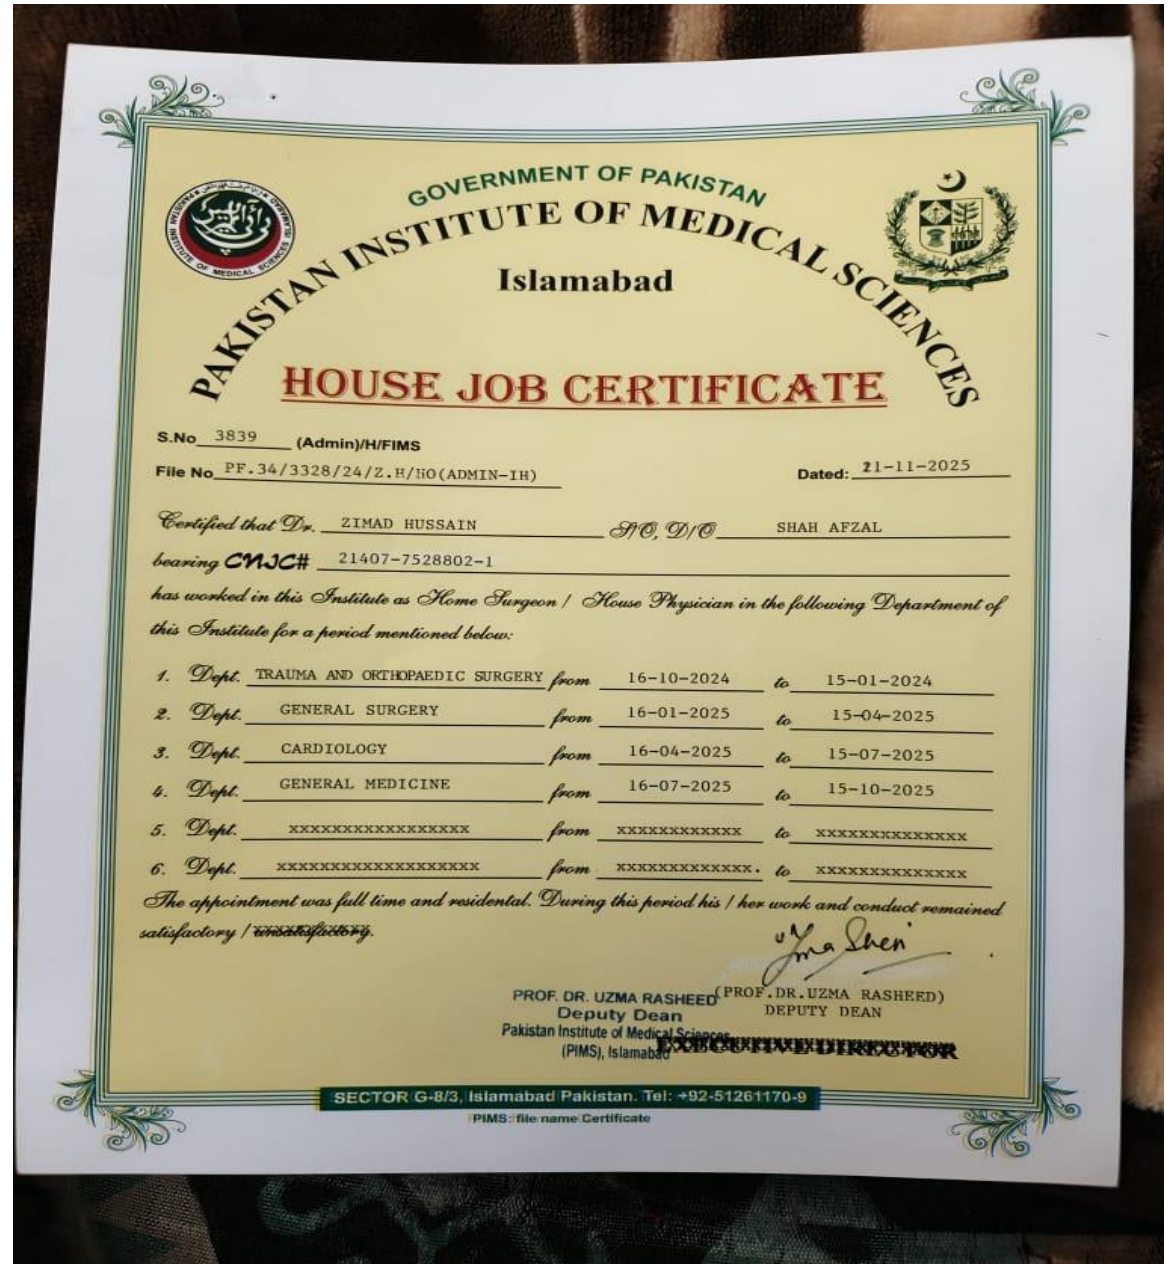 GOVERNMENT OF PAKISTAN
PAKISTAN INSTITUTE OF MEDICAL SCIENCES
Islamabad
PAKISTAN INSTITUTE OF MEDICAL SCIENCES ISLAMABAD
HOUSE JOB CERTIFICATE
S.No 3839 (Admin)/H/FIMS
File No PF.34/3328/24/Z.H/HO(ADMIN-IH) Dated: 21-11-2025
Certified that Dr. ZIMAD HUSSAIN S/O, D/O SHAH AFZAL
bearing CNIC# 21407-7528802-1
has worked in this Institute as Home Surgeon / House Physician in the following Department of
this Institute for a period mentioned below:
1. Dept. TRAUMA AND ORTHOPAEDIC SURGERY from 16-10-2024 to 15-01-2024
2. Dept. GENERAL SURGERY from 16-01-2025 to 15-04-2025
3. Dept. CARDIOLOGY from 16-04-2025 to 15-07-2025
4. Dept. GENERAL MEDICINE from 16-07-2025 to 15-10-2025
5. Dept. xxxxxxxxxxxxxxxxx from xxxxxxxxxxxx to xxxxxxxxxxxxxx
6. Dept. xxxxxxxxxxxxxxxxxxx from xxxxxxxxxxxxx. to xxxxxxxxxxxxxx
The appointment was full time and residental. During this period his / her work and conduct remained
satisfactory / unsatisfactory.
(PROF.DR.UZMA RASHEED)
DEPUTY DEAN
PROF. DR. UZMA RASHEED
Deputy Dean
Pakistan Institute of Medical Sciences
(PIMS), Islamabad
EXECUTIVE DIRECTOR
SECTOR G-8/3, Islamabad Pakistan. Tel: +92-51261170-9
PIMS: file name Certificate